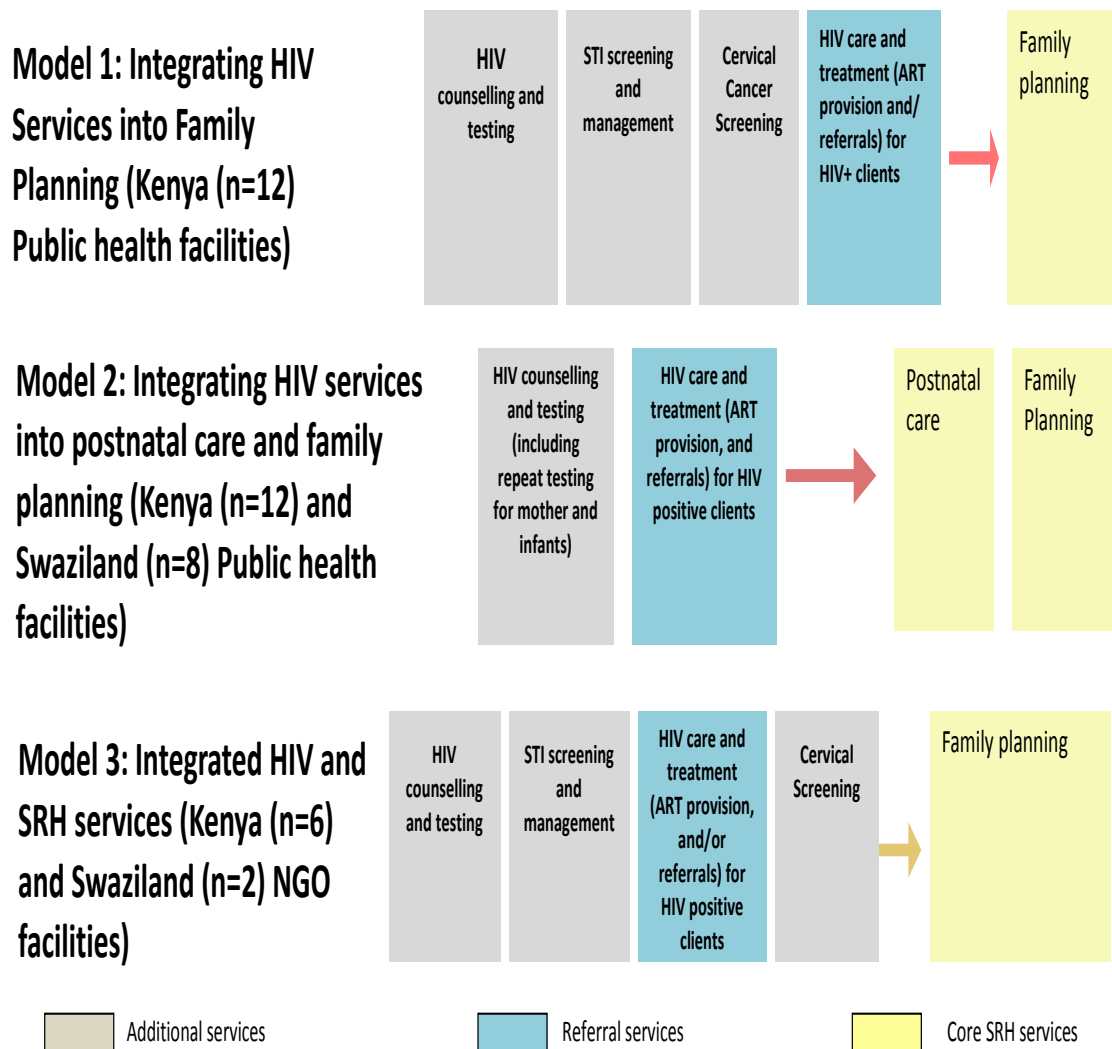 Model 1: Integrating HIV
Services into Family
Planning (Kenya (n=12)
Public health facilities)
HIV
counselling and
testing
STI screening
and
management
Cervical
Cancer
Screening
HIV care and
treatment (ART
provision and/
referrals) for
HIV+ clients
Family
planning
Model 2: Integrating HIV services
into postnatal care and family
planning (Kenya (n=12) and
Swaziland (n=8) Public health
facilities)
HIV counselling
and testing
(including
repeat testing
for mother and
infants)
HIV care and
treatment (ART
provision, and
referrals) for HIV
positive clients
Postnatal
care
Family
Planning
Model 3: Integrated HIV and
SRH services (Kenya (n=6)
and Swaziland (n=2) NGO
facilities)
HIV
counselling
and testing
STI screening
and
management
HIV care and
treatment
(ART provision,
and/or
referrals) for
HIV positive
clients
Cervical
Screening
Family planning
Additional services
Referral services
Core SRH services